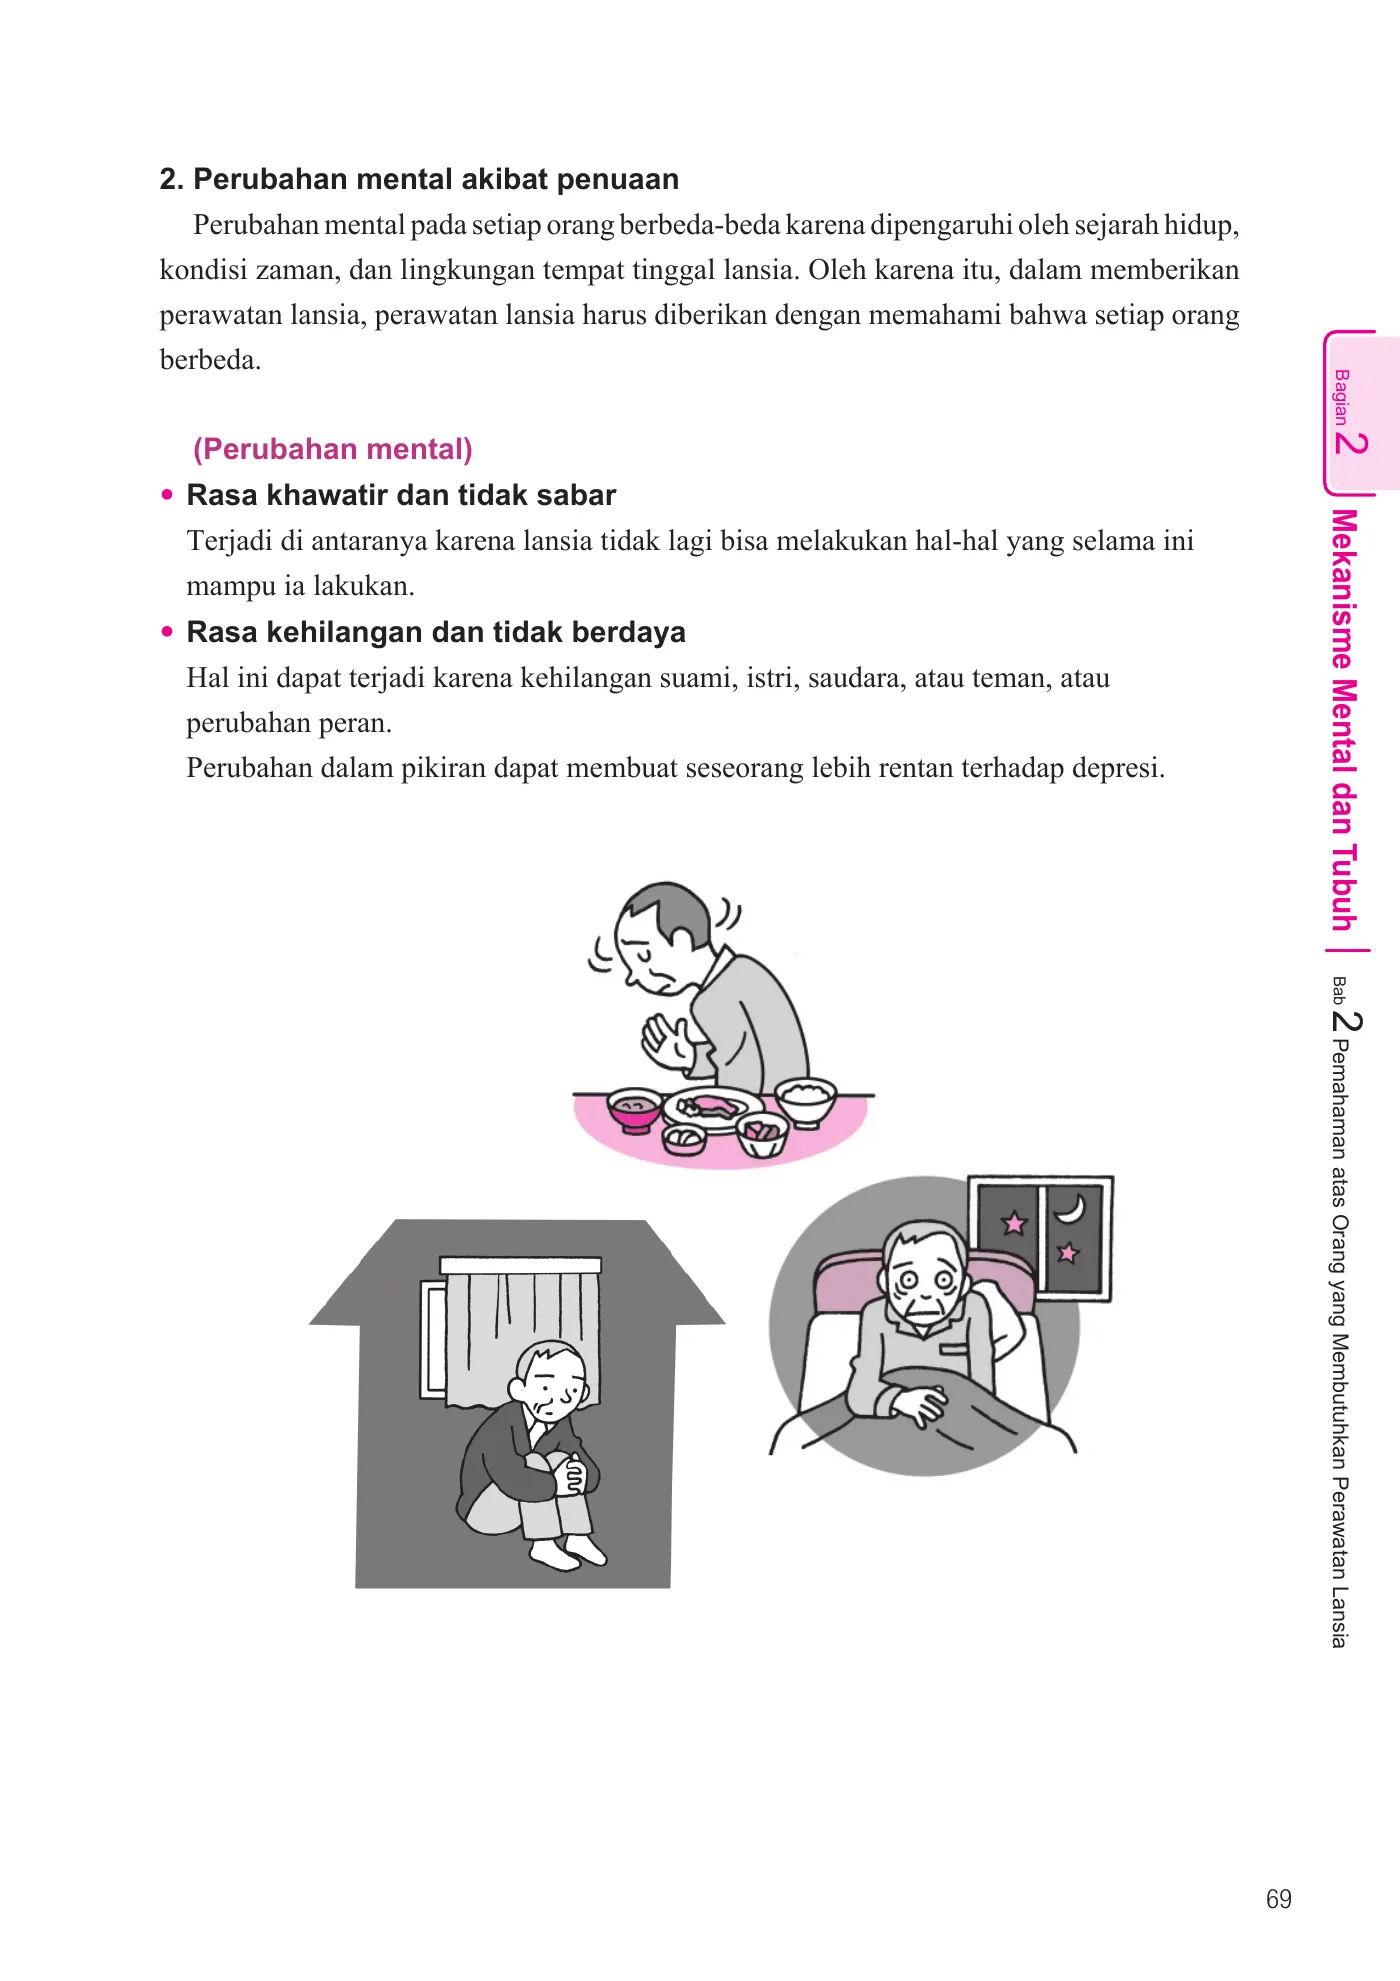 2. Perubahan mental akibat penuaan
Perubahan mental pada setiap orang berbeda-beda karena dipengaruhi oleh sejarah hidup,
kondisi zaman, dan lingkungan tempat tinggal lansia. Oleh karena itu, dalam memberikan
perawatan lansia, perawatan lansia harus diberikan dengan memahami bahwa setiap orang
berbeda.
(Perubahan mental)
• Rasa khawatir dan tidak sabar
Terjadi di antaranya karena lansia tidak lagi bisa melakukan hal-hal yang selama ini
mampu ia lakukan.
• Rasa kehilangan dan tidak berdaya
Hal ini dapat terjadi karena kehilangan suami, istri, saudara, atau teman, atau
perubahan peran.
Perubahan dalam pikiran dapat membuat seseorang lebih rentan terhadap depresi.
Bagian 2 Mekanisme Mental dan Tubuh Bab 2 Pemahaman atas Orang yang Membutuhkan Perawatan Lansia
69